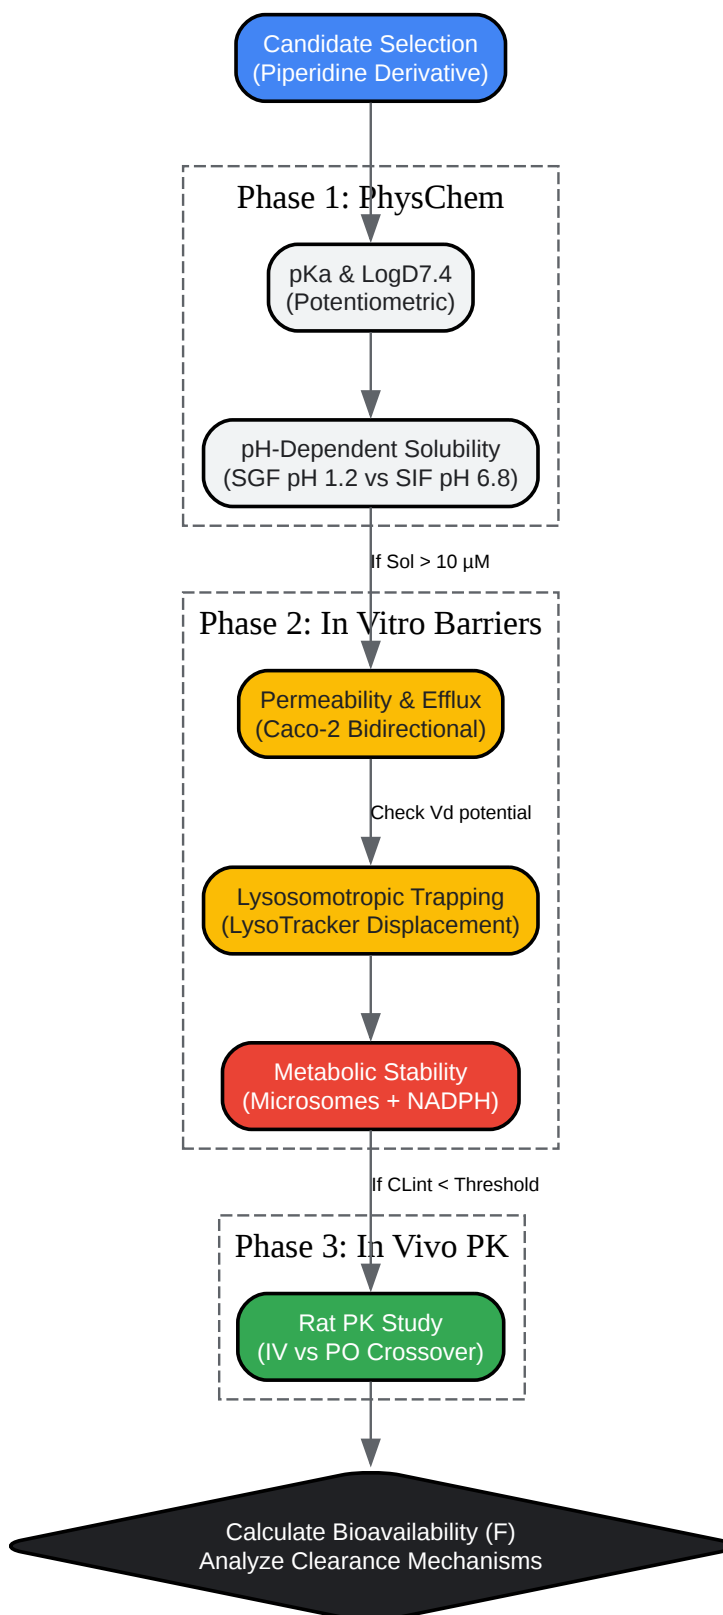 Candidate Selection
(Piperidine Derivative)
Phase 1: PhysChem
pKa & LogD7.4
(Potentiometric)
pH-Dependent Solubility
(SGF pH 1.2 vs SIF pH 6.8)
If Sol > 10 µM
Phase 2: In Vitro Barriers
Permeability & Efflux
(Caco-2 Bidirectional)
Check Vd potential
Lysosomotropic Trapping
(LysoTracker Displacement)
Metabolic Stability
(Microsomes + NADPH)
If CLint < Threshold
Phase 3: In Vivo PK
Rat PK Study
(IV vs PO Crossover)
Calculate Bioavailability (F)
Analyze Clearance Mechanisms